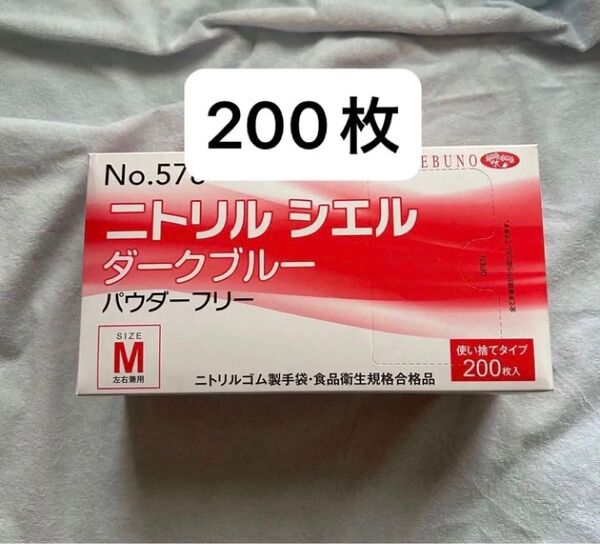 200枚
EBUNO
No.57
ニトリル シエル
ダークブルー
パウダーフリー
OPEN
SIZE
M
左右兼用
使い捨てタイプ
200枚入
ニトリルゴム製手袋・食品衛生規格合格品